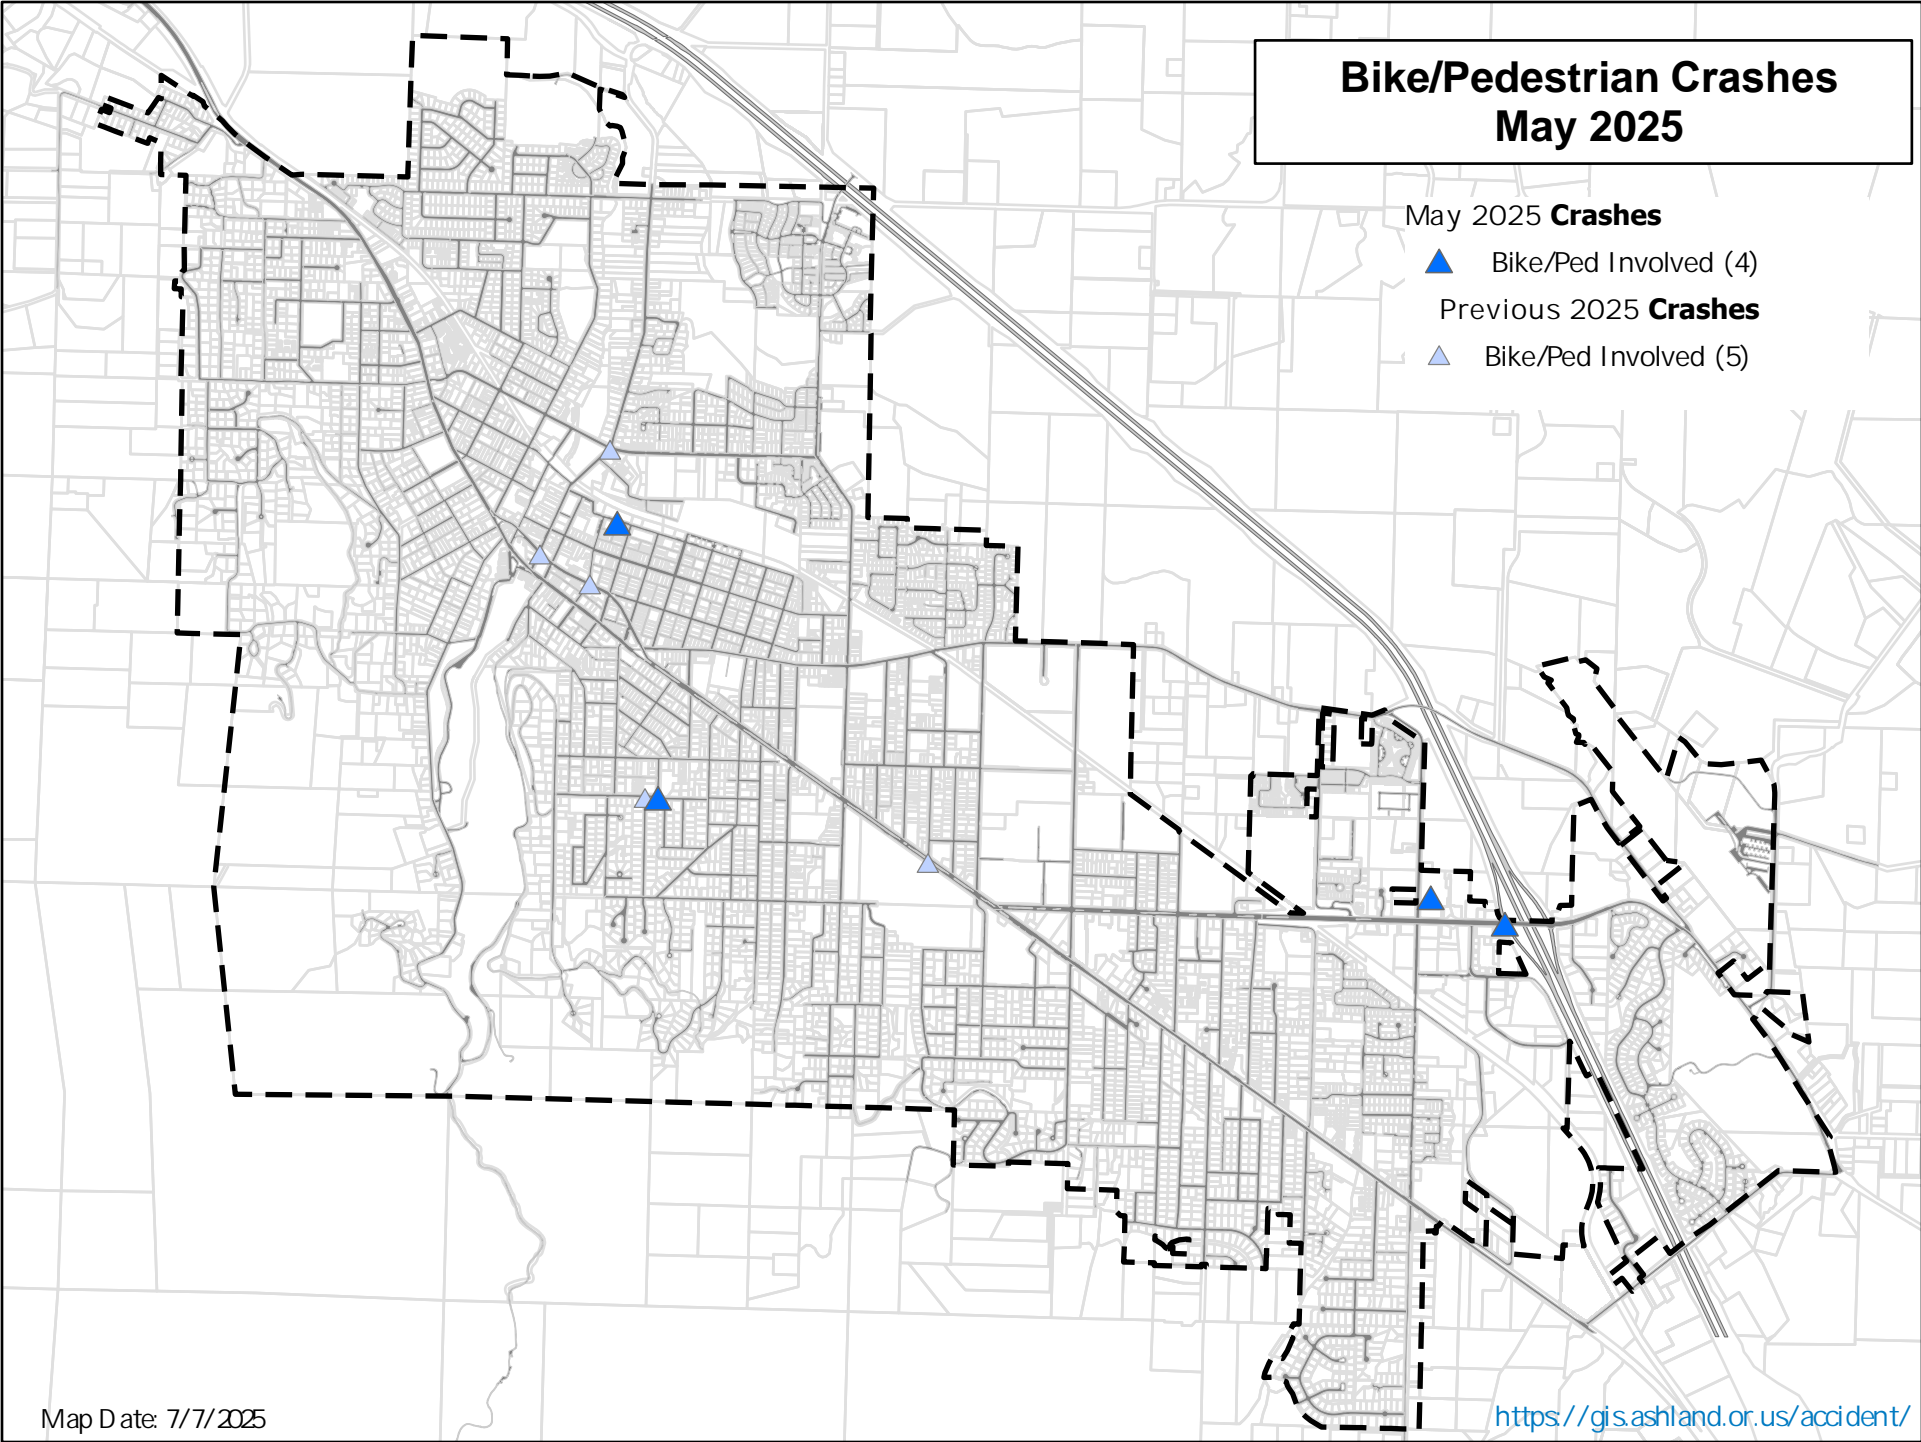 Bike/Pedestrian Crashes
May 2025
May 2025 Crashes
Bike/Ped Involved (4)
Previous 2025 Crashes
Bike/Ped Involved (5)
Map Date: 7/7/2025
https://gis.ashland.or.us/accident/